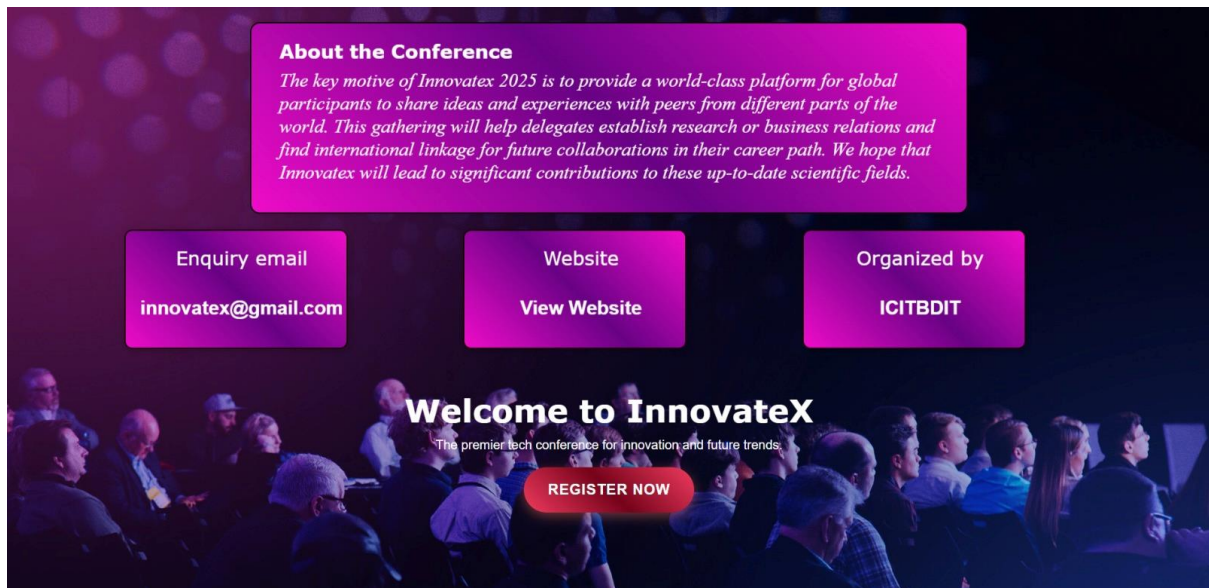 About the Conference
The key motive of Innovatex 2025 is to provide a world-class platform for global
participants to share ideas and experiences with peers from different parts of the
world. This gathering will help delegates establish research or business relations and
find international linkage for future collaborations in their career path. We hope that
Innovatex will lead to significant contributions to these up-to-date scientific fields.
Enquiry email
innovatex@gmail.com
Website
View Website
Organized by
ICITBDIT
Welcome to InnovateX
The premier tech conference for innovation and future trends.
REGISTER NOW